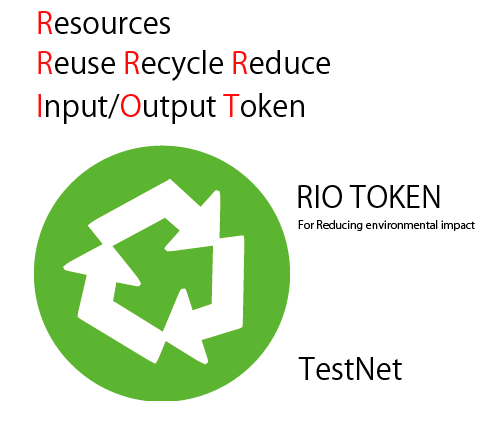 Resources
Reuse Recycle Reduce
Input/Output Token
RIO TOKEN
For Reducing environmental impact
TestNet